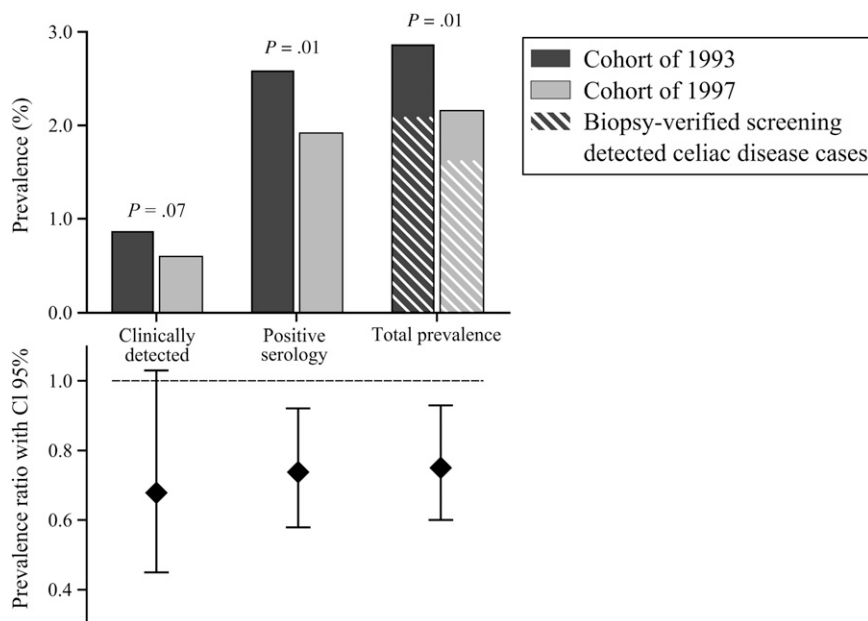 P = .01
P = .01
P = .07
3.0
2.0
1.0
0.0
Prevalence (%)
Clinically
detected
Positive
serology
Total prevalence
Cohort of 1993
Cohort of 1997
Biopsy-verified screening
detected celiac disease cases
Prevalence ratio with CI 95%
1.0
0.8
0.6
0.4